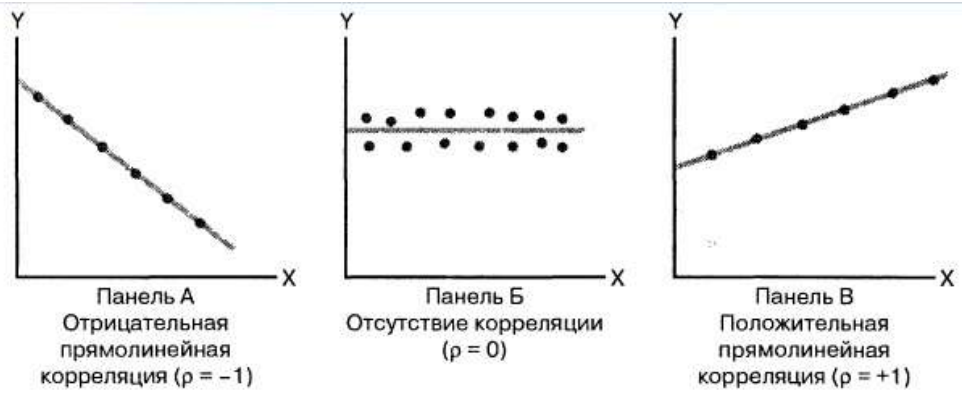 Y
X
Панель А
Отрицательная
прямолинейная
корреляция (ρ = −1)
Y
X
Панель Б
Отсутствие корреляции
(ρ = 0)
Y
X
Панель В
Положительная
прямолинейная
корреляция (ρ = +1)